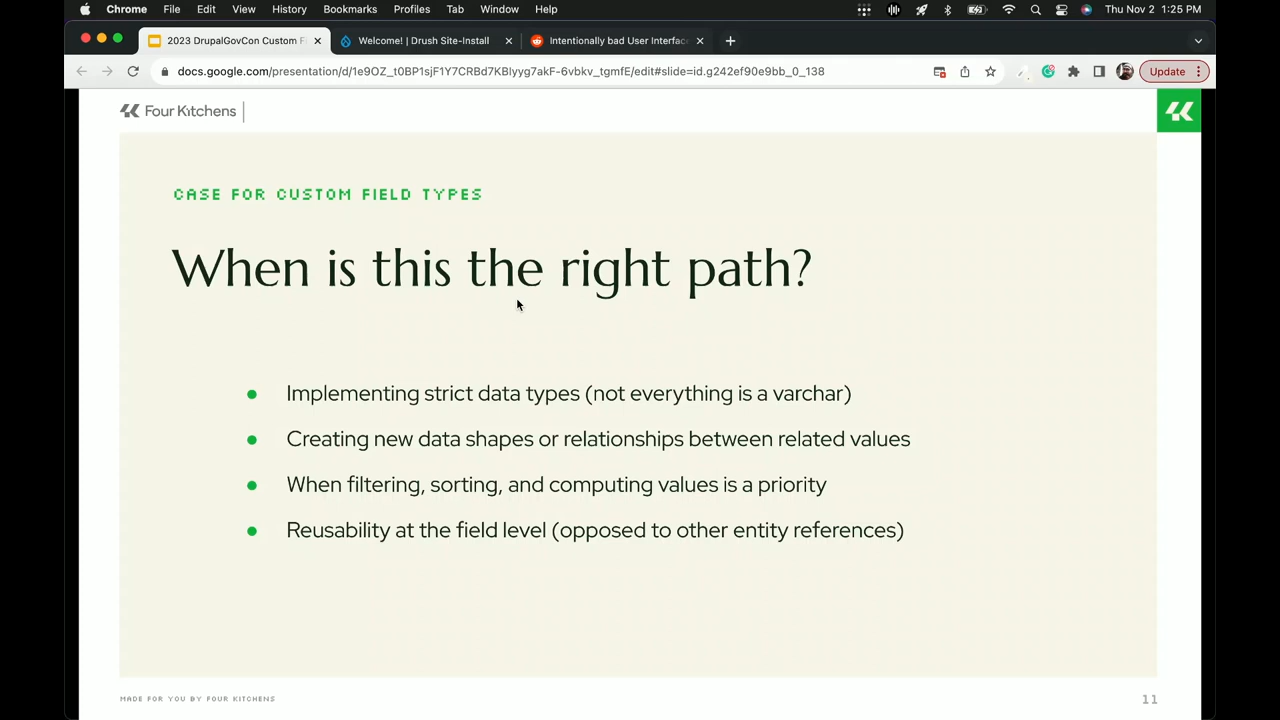 Chrome File Edit View History Bookmarks Profiles Tab Window Help Thu Nov 2 1:25 PM
2023 DrupalGovCon Custom F Welcome! | Drush Site-Install Intentionally bad User Interfac
docs.google.com/presentation/d/1e9OZ_t0BP1sjF1Y7CRBd7KBlyyg7akF-6vbkv_tgmfE/edit#slide=id.g242ef90e9bb_0_138 Update
Four Kitchens
CASE FOR CUSTOM FIELD TYPES
When is this the right path?
Implementing strict data types (not everything is a varchar)
Creating new data shapes or relationships between related values
When filtering, sorting, and computing values is a priority
Reusability at the field level (opposed to other entity references)
MADE FOR YOU BY FOUR KITCHENS 11